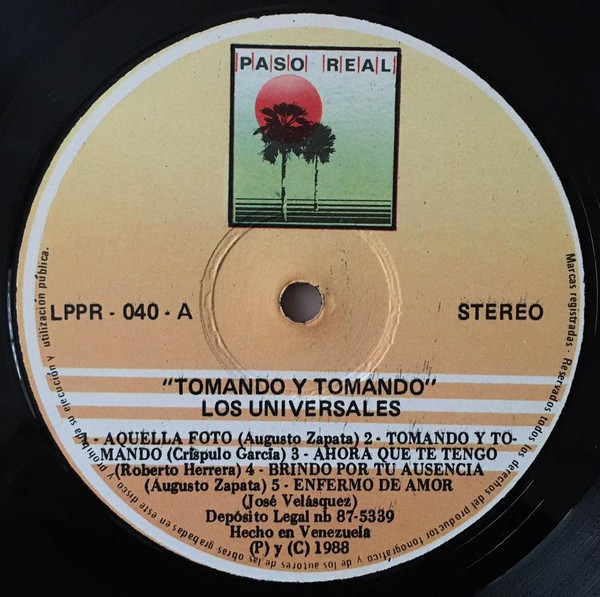 PASO REAL
LPPR - 040 - A
STEREO
"TOMANDO Y TOMANDO"
LOS UNIVERSALES
1 - AQUELLA FOTO (Augusto Zapata) 2 - TOMANDO Y TO-
MANDO (Críspulo García) 3 - AHORA QUE TE TENGO
(Roberto Herrera) 4 - BRINDO POR TU AUSENCIA
(Augusto Zapata) 5 - ENFERMO DE AMOR
(José Velásquez)
Depósito Legal nb 87-5339
Hecho en Venezuela
(P) y (C) 1988
Marcas registradas - Reservados todos los derechos del productor fonográfico y de los autores de las obras grabadas en este disco y prohibida su ejecución y utilización pública.